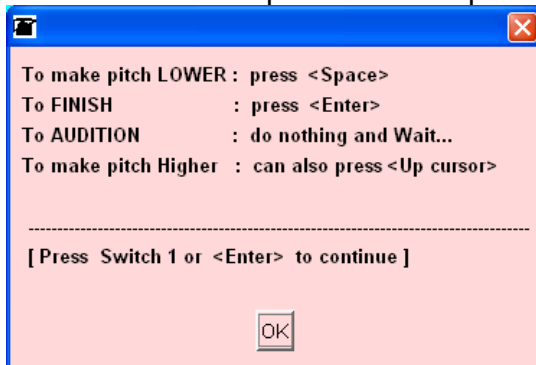 To make pitch LOWER : press <Space>
To FINISH : press <Enter>
To AUDITION : do nothing and Wait...
To make pitch Higher : can also press <Up cursor>
--------------------------------------------------------------------------------
[ Press Switch 1 or <Enter> to continue ]
OK